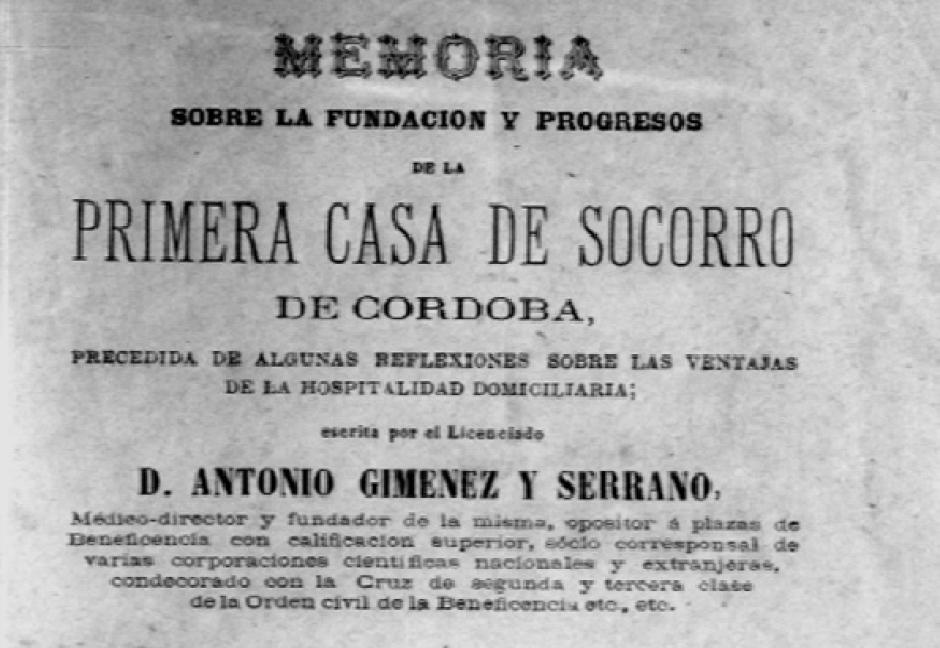 MEMORIA
SOBRE LA FUNDACION Y PROGRESOS
DE LA
PRIMERA CASA DE SOCORRO
DE CORDOBA,
PRECEDIDA DE ALGUNAS REFLEXIONES SOBRE LAS VENTAJAS
DE LA HOSPITALIDAD DOMICILIARIA;
escrita por el Licenciado
D. ANTONIO GIMENEZ Y SERRANO,
Médico-director y fundador de la misma, opositor á plazas de
Beneficencia con calificacion superior, sócio corresponsal de
varias corporaciones cientificas nacionales y extranjeras,
condecorado con la Cruz de segunda y tercera clase
de la Orden civil de la Beneficencia etc., etc.